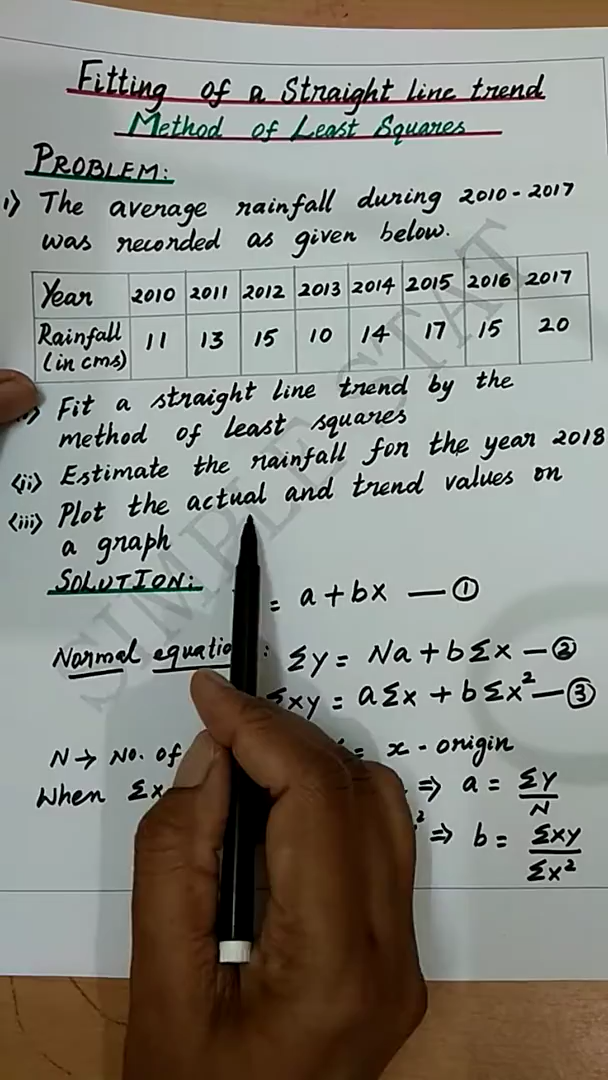 Fitting of a Straight Line trend
Method of Least Squares
PROBLEM:
1) The average rainfall during 2010-2017
was recorded as given below.
Year 2010 2011 2012 2013 2014 2015 2016 2017
Rainfall (in cms) 11 13 15 10 14 17 15 20
Fit a straight line trend by the
method of least squares
(ii) Estimate the rainfall for the year 2018
(iii) Plot the actual and trend values on
a graph
SOLUTION:
= a + bx — ①
Normal equatio : Σy = Na + bΣx — ②
Σxy = aΣx + bΣx² — ③
N → No. of = x - origin
When Σx ⇒ a = Σy/N
² ⇒ b = Σxy/Σx²
SIMPLE STAT